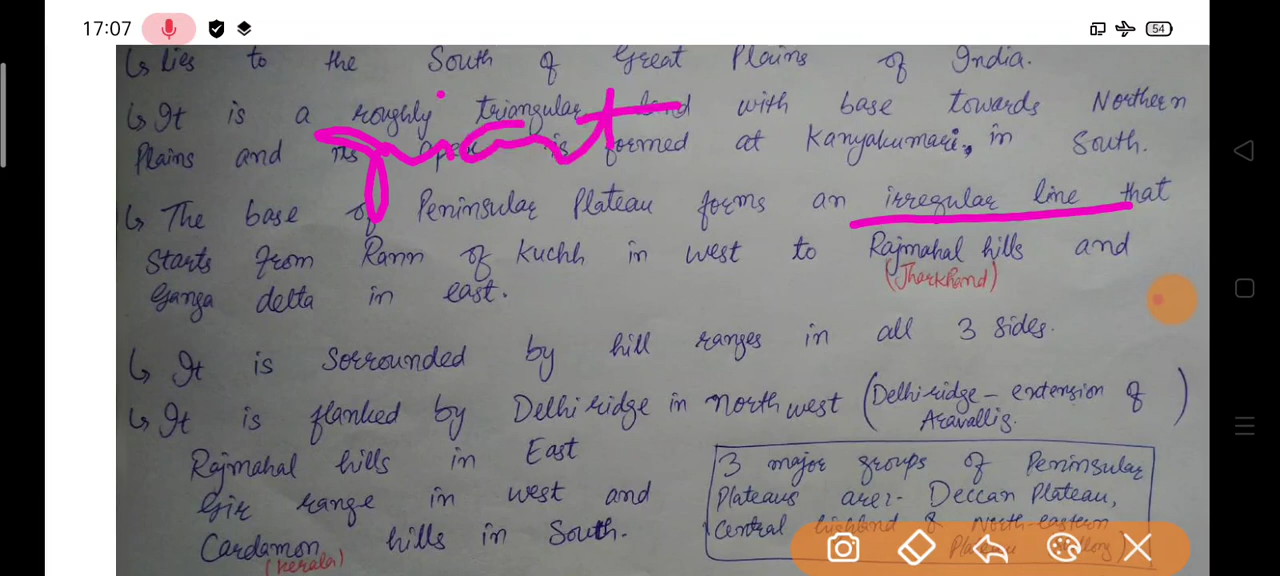 17:07
54
↳ Lies to the South of Great Plains of India.
↳ It is a roughly triangular land with base towards Northern
Plains and its apex is formed at Kanyakumari, in South.
↳ The base of Peninsular Plateau forms an irregular line that
starts from Rann of Kuchh in west to Rajmahal hills and
(Jharkhand)
Ganga delta in east.
↳ It is sorrounded by hill ranges in all 3 sides.
↳ It is flanked by Delhi ridge in north west (Delhi ridge – extension of
Aravallis.)
Rajmahal hills in East
Gir range in west and
Cardamon hills in South.
(Kerala)
3 major groups of Peninsular
Plateaus are:- Deccan Plateau,
Central highland & North-eastern
Plateau